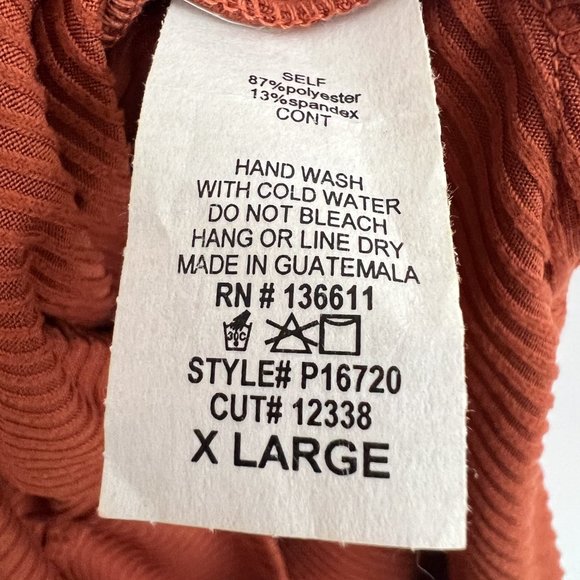 SELF
87%polyester
13%spandex
CONT
HAND WASH
WITH COLD WATER
DO NOT BLEACH
HANG OR LINE DRY
MADE IN GUATEMALA
RN # 136611
30C
STYLE# P16720
CUT# 12338
X LARGE